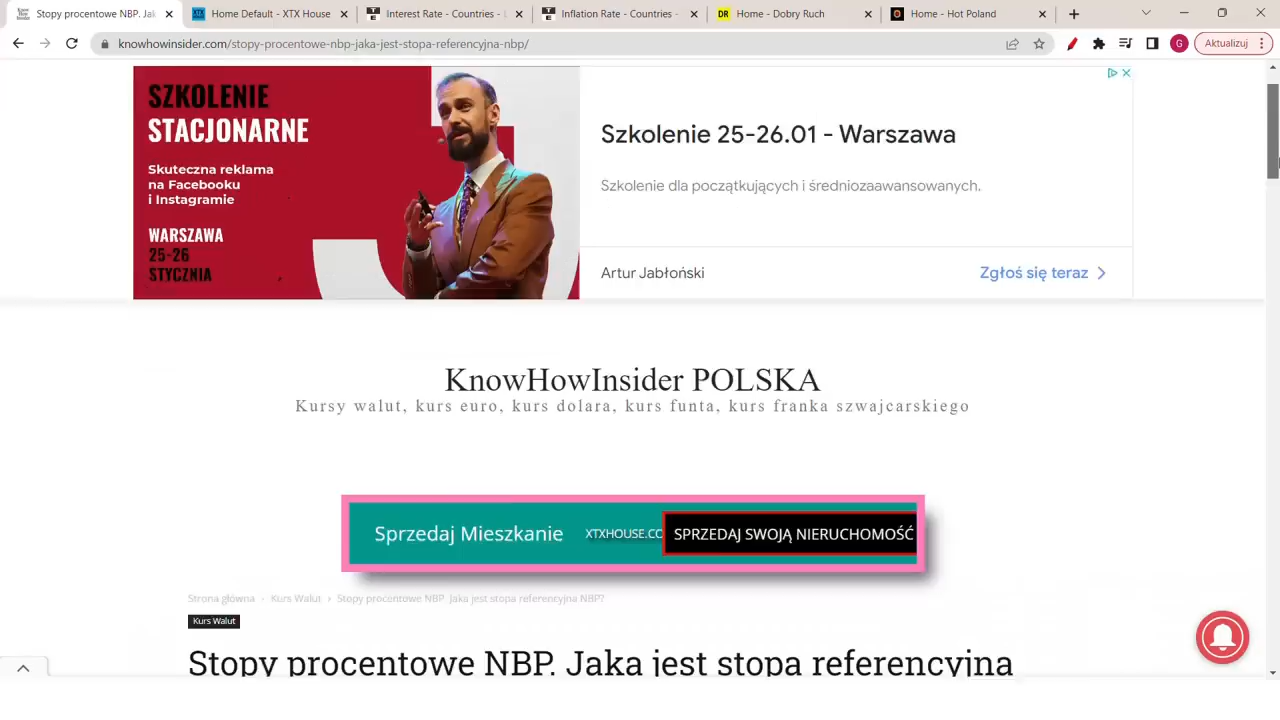 Stopy procentowe NBP. Jak
Home Default - XTX House
Interest Rate - Countries - L
Inflation Rate - Countries -
DR Home - Dobry Ruch
Home - Hot Poland
knowhowinsider.com/stopy-procentowe-nbp-jaka-jest-stopa-referencyjna-nbp/
G
Aktualizuj
SZKOLENIE
STACJONARNE
Skuteczna reklama
na Facebooku
i Instagramie
WARSZAWA
25-26
STYCZNIA
Szkolenie 25-26.01 - Warszawa
Szkolenie dla początkujących i średniozaawansowanych.
Artur Jabłoński
Zgłoś się teraz
KnowHowInsider POLSKA
Kursy walut, kurs euro, kurs dolara, kurs funta, kurs franka szwajcarskiego
Sprzedaj Mieszkanie XTXHOUSE.CO SPRZEDAJ SWOJĄ NIERUCHOMOŚĆ
Strona główna › Kurs Walut › Stopy procentowe NBP. Jaka jest stopa referencyjna NBP?
Kurs Walut
Stopy procentowe NBP. Jaka jest stopa referencyjna